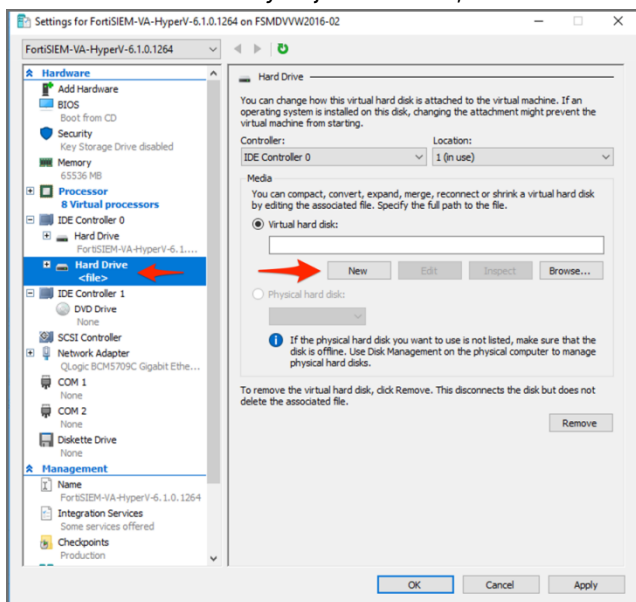 Settings for FortiSIEM-VA-HyperV-6.1.0.1264 on FSMDVVW2016-02
FortiSIEM-VA-HyperV-6.1.0.1264
Hardware
Add Hardware
BIOS
Boot from CD
Security
Key Storage Drive disabled
Memory
65536 MB
Processor
8 Virtual processors
IDE Controller 0
Hard Drive
FortiSIEM-VA-HyperV-6.1....
Hard Drive
<file>
IDE Controller 1
DVD Drive
None
SCSI Controller
Network Adapter
QLogic BCM5709C Gigabit Ethe...
COM 1
None
COM 2
None
Diskette Drive
None
Management
Name
FortiSIEM-VA-HyperV-6.1.0.1264
Integration Services
Some services offered
Checkpoints
Production
Hard Drive
You can change how this virtual hard disk is attached to the virtual machine. If an
operating system is installed on this disk, changing the attachment might prevent the
virtual machine from starting.
Controller: Location:
IDE Controller 0 1 (in use)
Media
You can compact, convert, expand, merge, reconnect or shrink a virtual hard disk
by editing the associated file. Specify the full path to the file.
Virtual hard disk:
New Edit Inspect Browse...
Physical hard disk:
If the physical hard disk you want to use is not listed, make sure that the
disk is offline. Use Disk Management on the physical computer to manage
physical hard disks.
To remove the virtual hard disk, click Remove. This disconnects the disk but does not
delete the associated file.
Remove
OK Cancel Apply